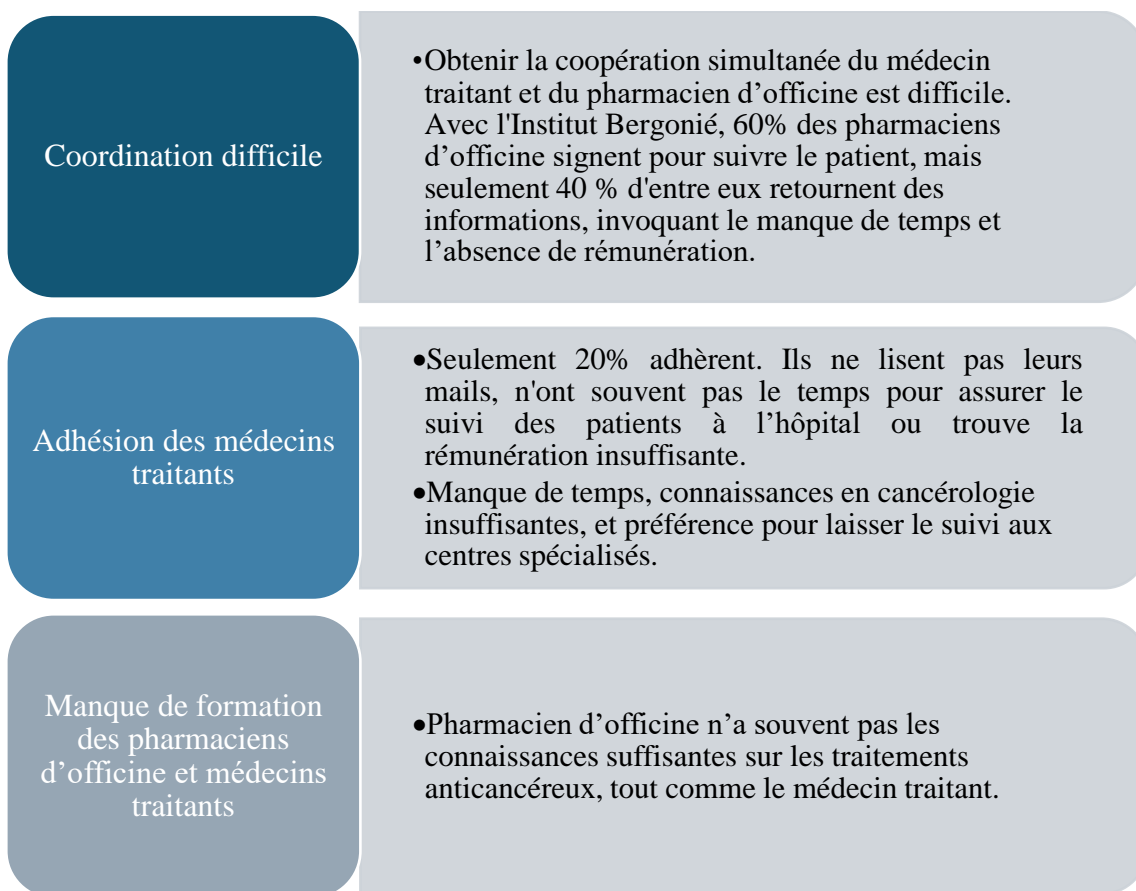 Coordination difficile
•Obtenir la coopération simultanée du médecin
traitant et du pharmacien d’officine est difficile.
Avec l'Institut Bergonié, 60% des pharmaciens
d’officine signent pour suivre le patient, mais
seulement 40 % d'entre eux retournent des
informations, invoquant le manque de temps et
l’absence de rémunération.
Adhésion des médecins
traitants
•Seulement 20% adhèrent. Ils ne lisent pas leurs
mails, n'ont souvent pas le temps pour assurer le
suivi des patients à l’hôpital ou trouve la
rémunération insuffisante.
•Manque de temps, connaissances en cancérologie
insuffisantes, et préférence pour laisser le suivi aux
centres spécialisés.
Manque de formation
des pharmaciens
d’officine et médecins
traitants
•Pharmacien d’officine n’a souvent pas les
connaissances suffisantes sur les traitements
anticancéreux, tout comme le médecin traitant.